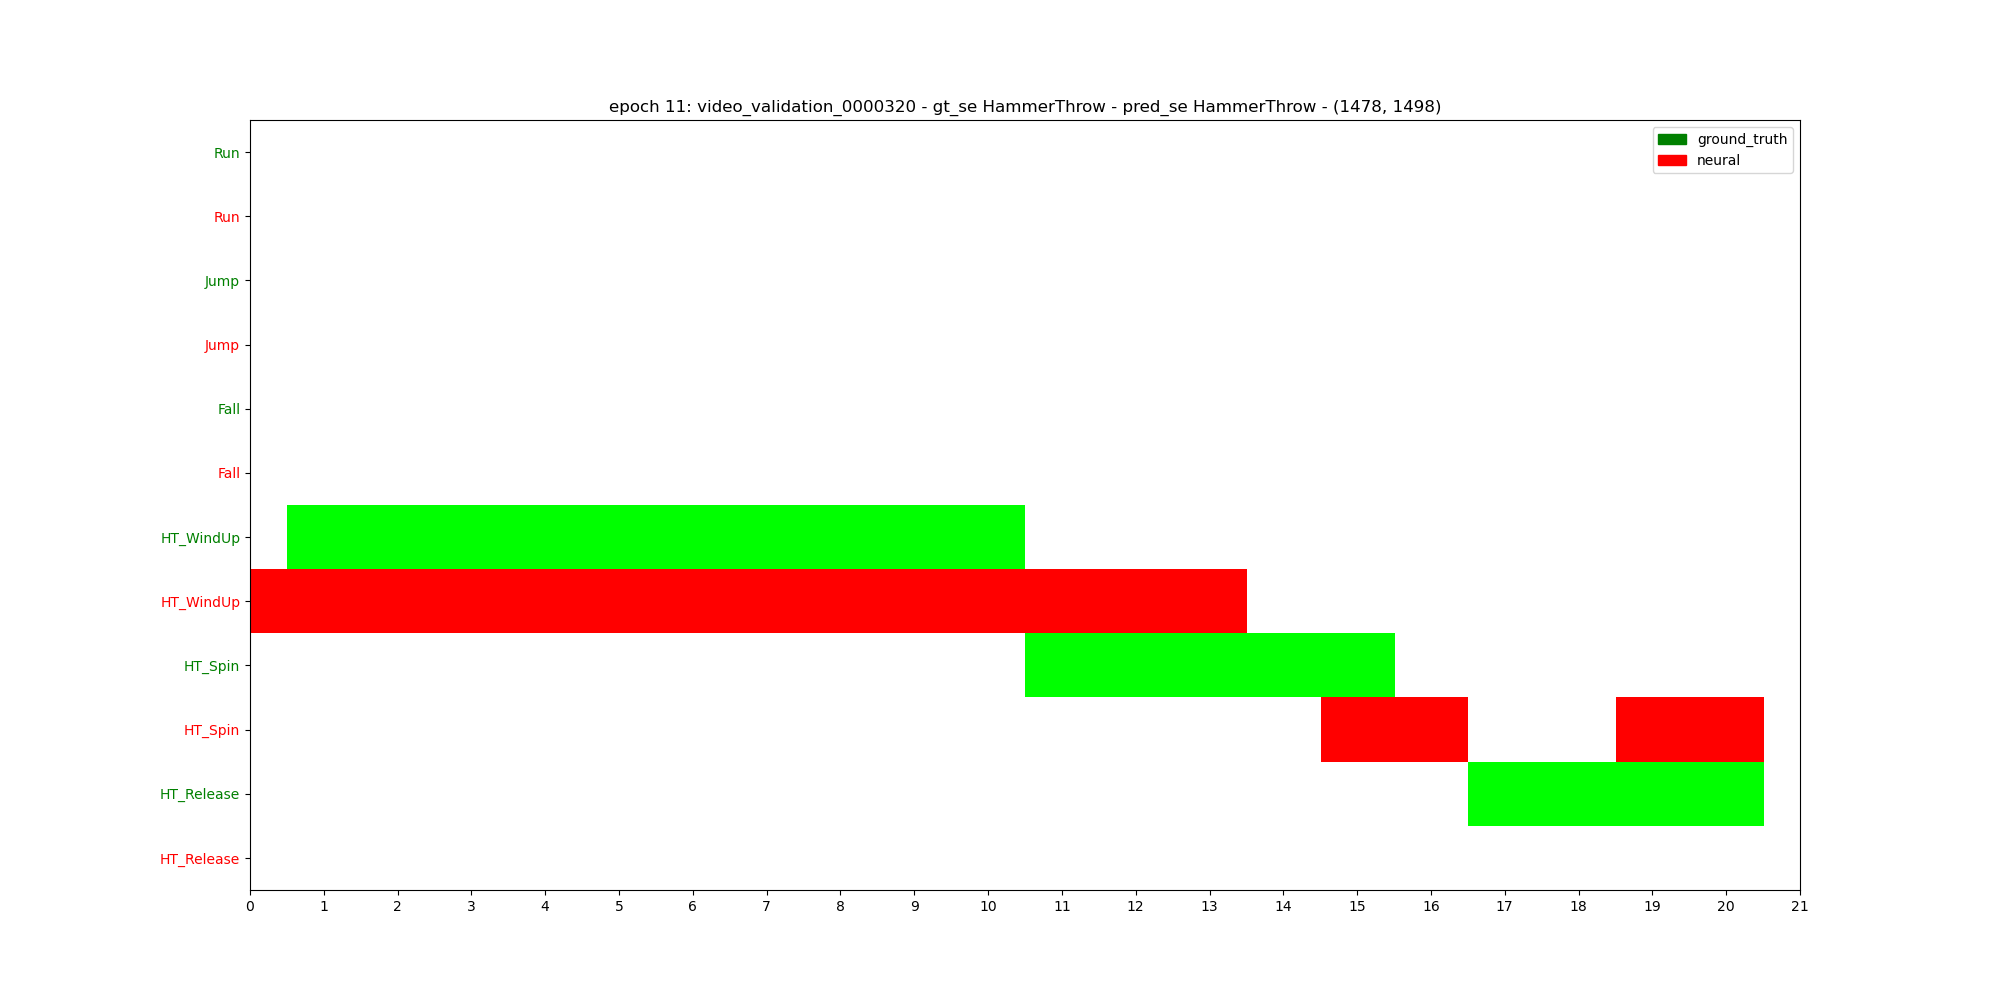 epoch 11: video_validation_0000320 - gt_se HammerThrow - pred_se HammerThrow - (1478, 1498)
ground_truth
neural
Run
Run
Jump
Jump
Fall
Fall
HT_WindUp
HT_WindUp
HT_Spin
HT_Spin
HT_Release
HT_Release
0 1 2 3 4 5 6 7 8 9 10 11 12 13 14 15 16 17 18 19 20 21